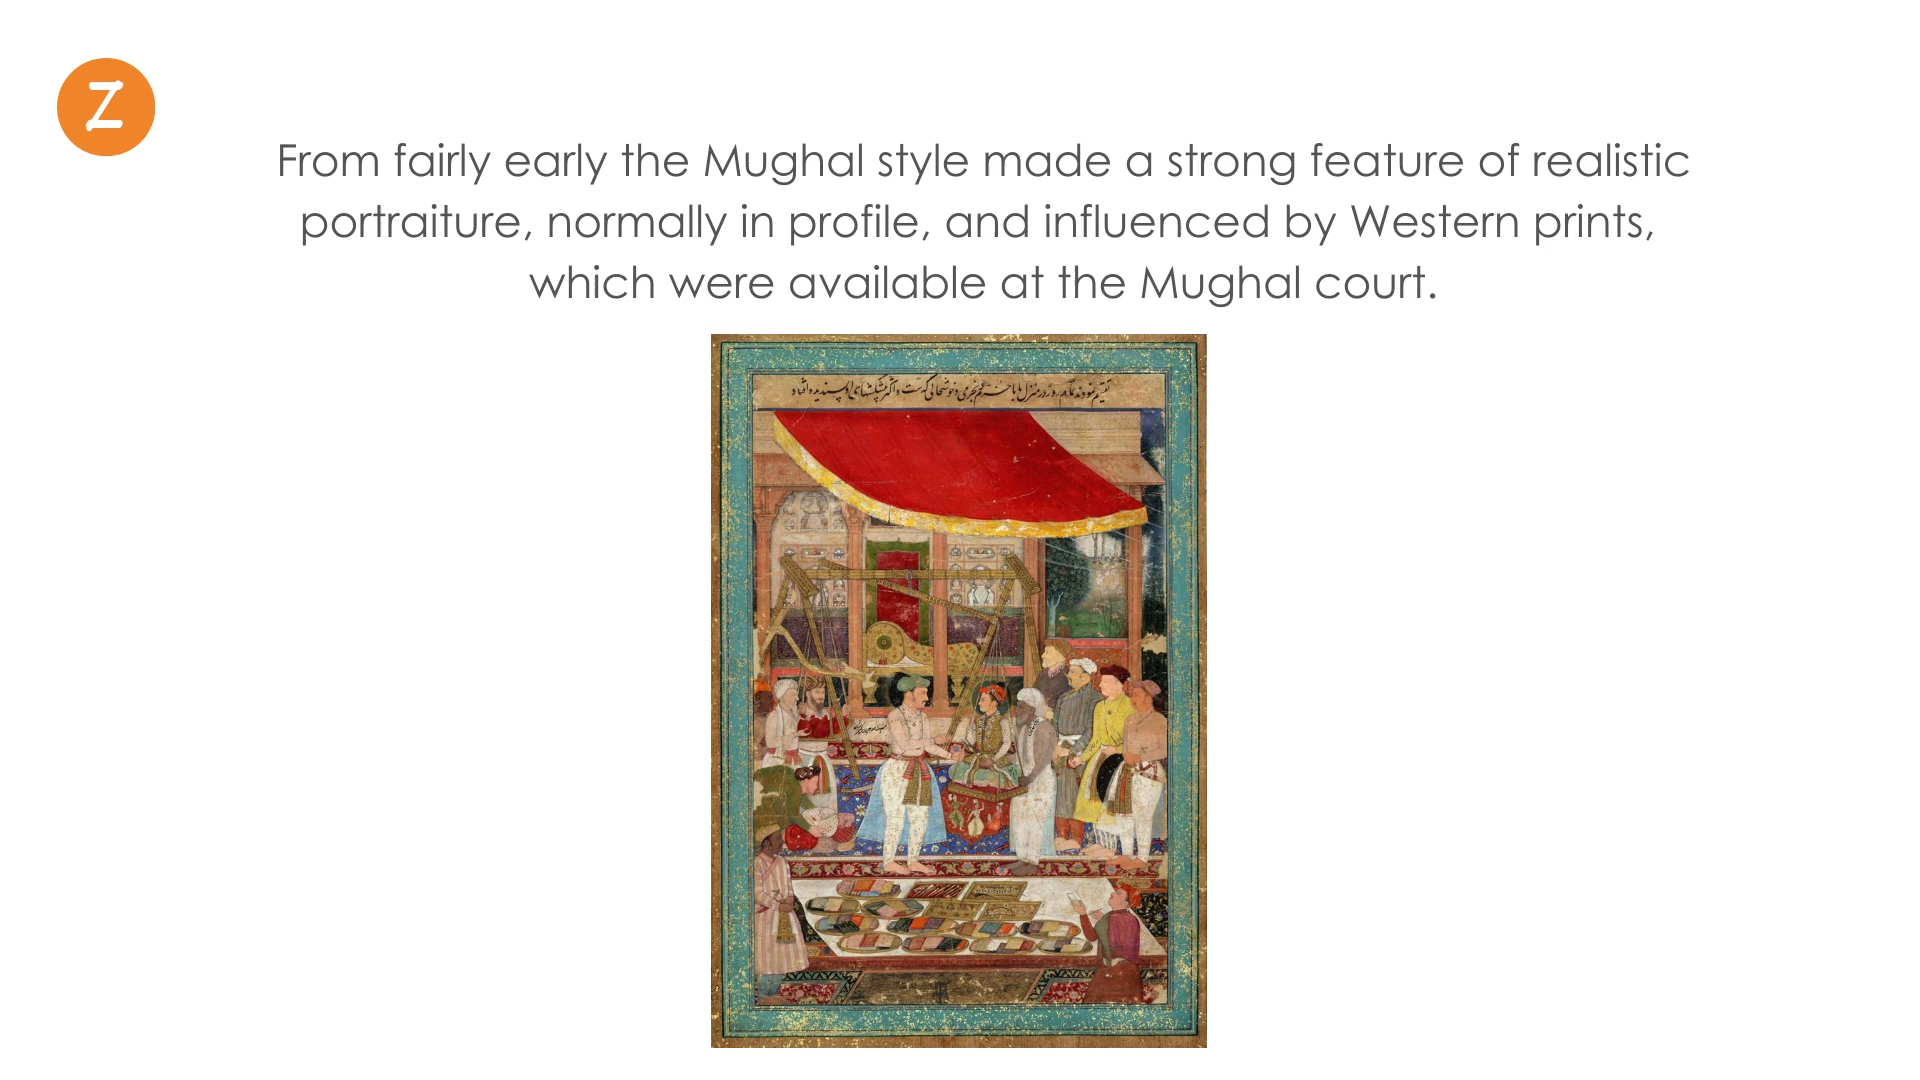 Z
From fairly early the Mughal style made a strong feature of realistic
portraiture, normally in profile, and influenced by Western prints,
which were available at the Mughal court.